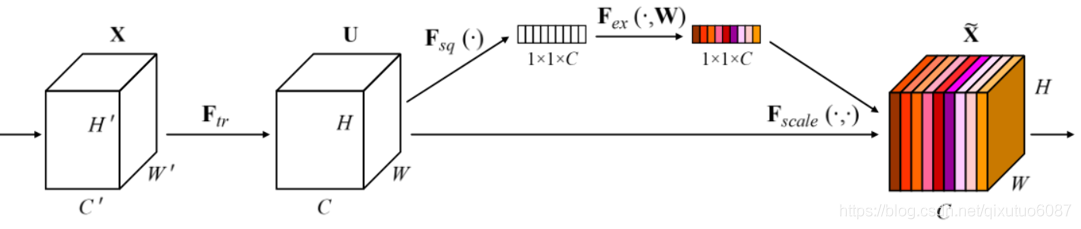 X
U
F_sq (·)
F_ex (·,W)
X̃
1×1×C
1×1×C
H'
F_tr
H
F_scale (·,·)
H
W'
W
W
C'
C
C
https://blog.csdn.net/qixutuo6087